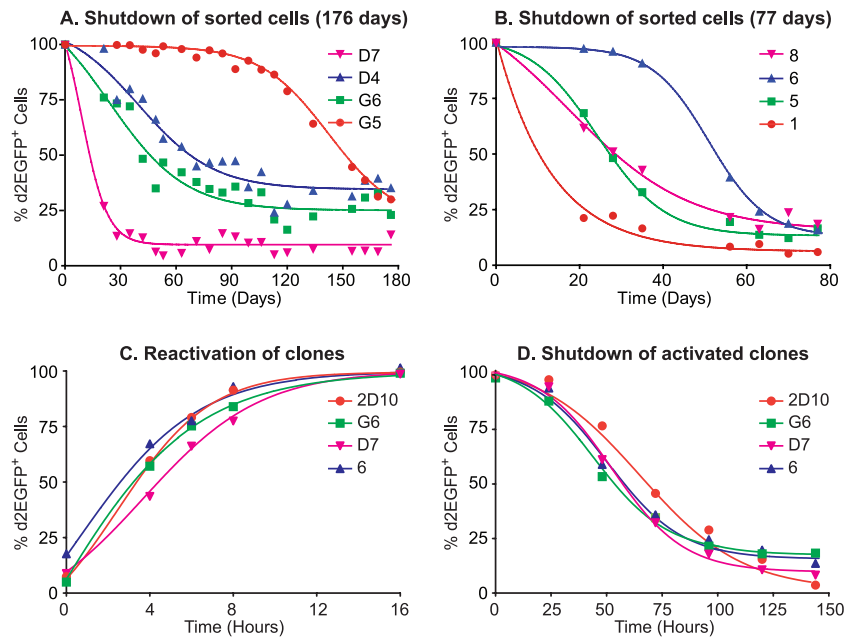 A. Shutdown of sorted cells (176 days)
% d2EGFP+ Cells
100
75
50
25
0
0 30 60 90 120 150 180
Time (Days)
D7
D4
G6
G5
B. Shutdown of sorted cells (77 days)
% d2EGFP+ Cells
100
75
50
25
0
0 20 40 60 80
Time (Days)
8
6
5
1
C. Reactivation of clones
% d2EGFP+ Cells
100
75
50
25
0
0 4 8 12 16
Time (Hours)
2D10
G6
D7
6
D. Shutdown of activated clones
% d2EGFP+ Cells
100
75
50
25
0
0 25 50 75 100 125 150
Time (Hours)
2D10
G6
D7
6